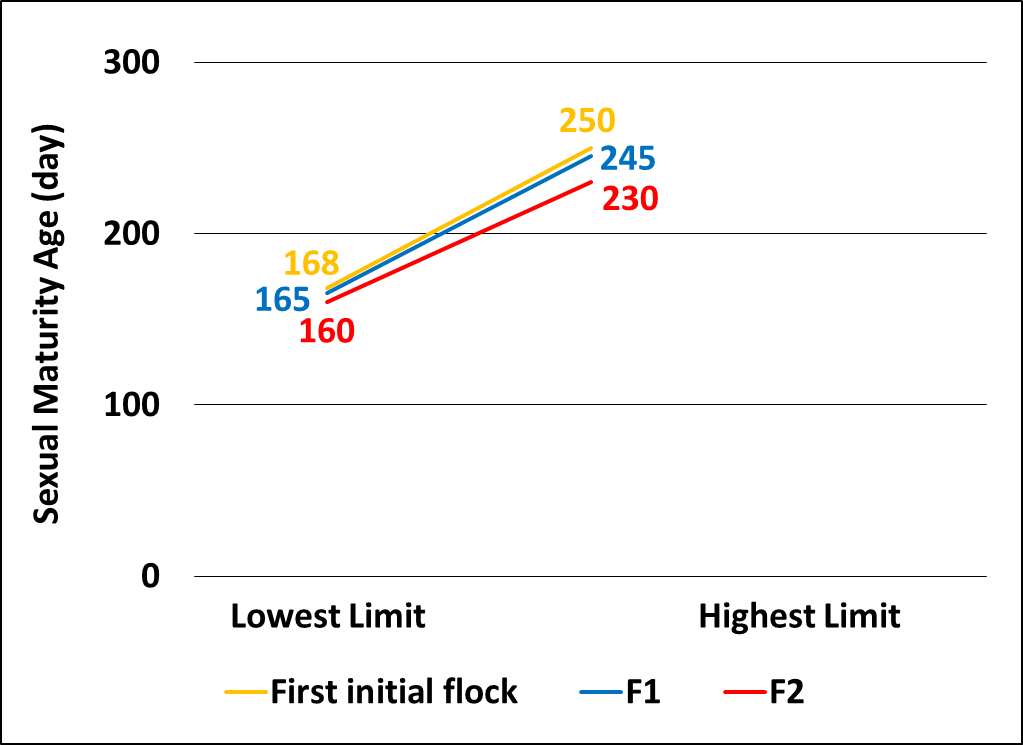 Sexual Maturity Age (day)
300
200
100
0
250
245
230
168
165
160
Lowest Limit
Highest Limit
First initial flock
F1
F2